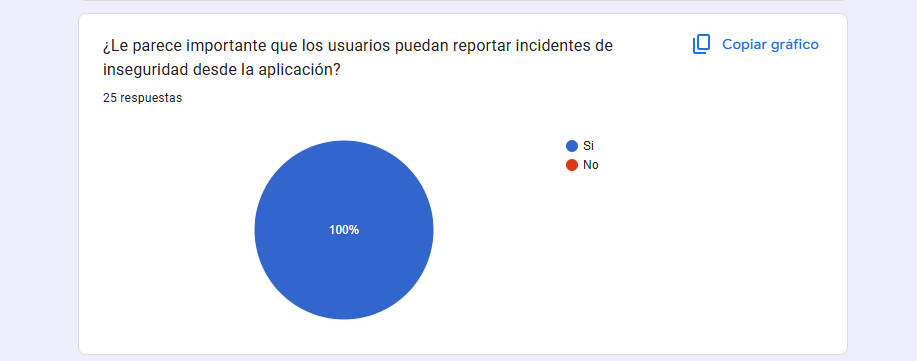 ¿Le parece importante que los usuarios puedan reportar incidentes de
inseguridad desde la aplicación?
Copiar gráfico
25 respuestas
Si
No
100%